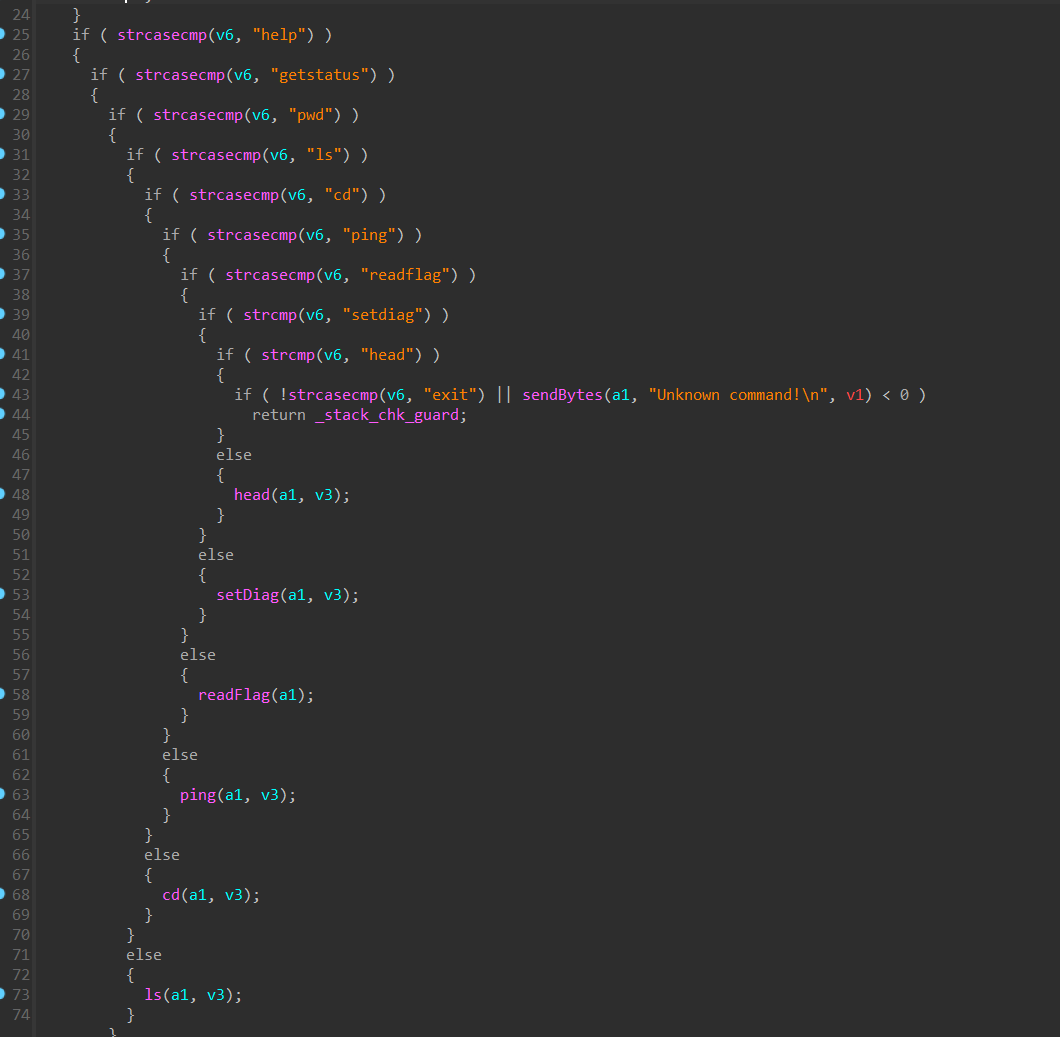 24 }
25 if ( strcasecmp(v6, "help") )
26 {
27 if ( strcasecmp(v6, "getstatus") )
28 {
29 if ( strcasecmp(v6, "pwd") )
30 {
31 if ( strcasecmp(v6, "ls") )
32 {
33 if ( strcasecmp(v6, "cd") )
34 {
35 if ( strcasecmp(v6, "ping") )
36 {
37 if ( strcasecmp(v6, "readflag") )
38 {
39 if ( strcmp(v6, "setdiag") )
40 {
41 if ( strcmp(v6, "head") )
42 {
43 if ( !strcasecmp(v6, "exit") || sendBytes(a1, "Unknown command!\n", v1) < 0 )
44 return _stack_chk_guard;
45 }
46 else
47 {
48 head(a1, v3);
49 }
50 }
51 else
52 {
53 setDiag(a1, v3);
54 }
55 }
56 else
57 {
58 readFlag(a1);
59 }
60 }
61 else
62 {
63 ping(a1, v3);
64 }
65 }
66 else
67 {
68 cd(a1, v3);
69 }
70 }
71 else
72 {
73 ls(a1, v3);
74 }